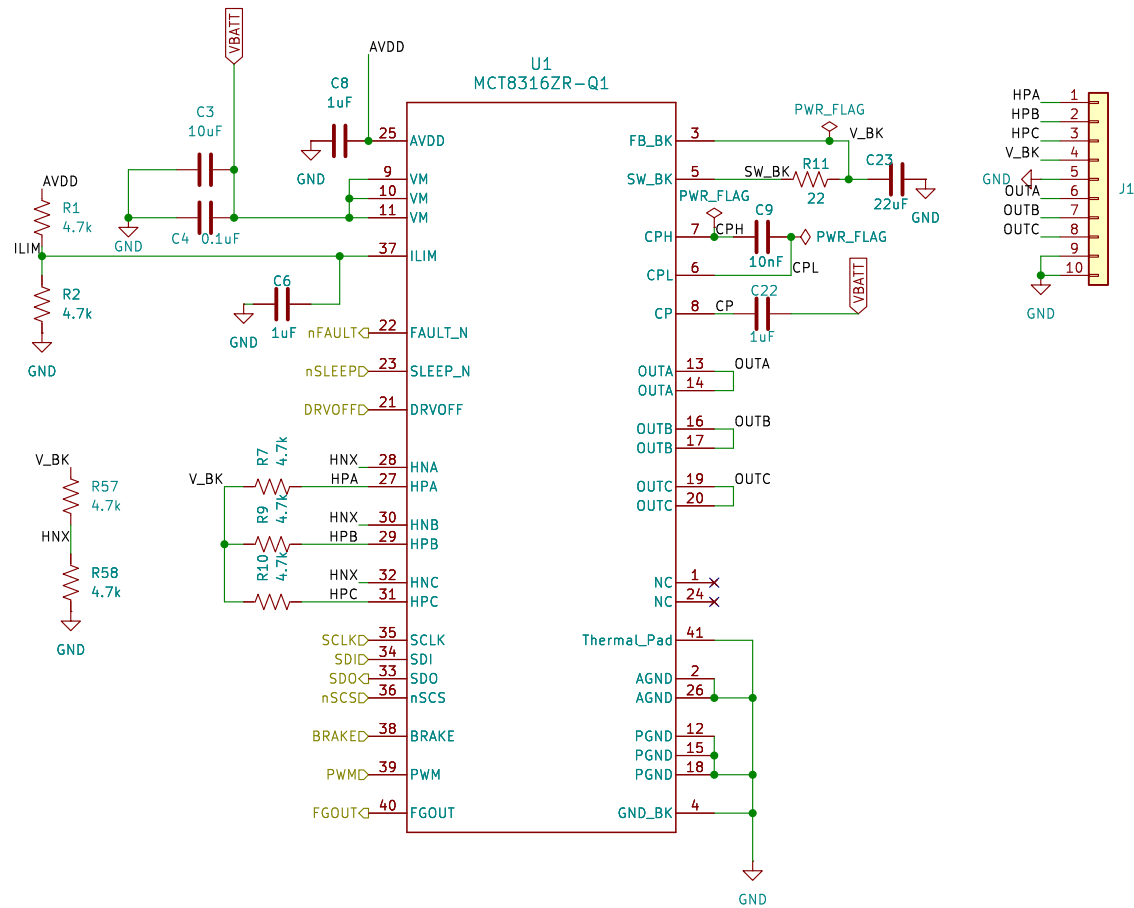 VBATT
AVDD
C8
1uF
U1
MCT8316ZR-Q1
C3
10uF
GND
25 AVDD
9 VM
10 VM
11 VM
C4 0.1uF
GND
AVDD
R1
4.7k
ILIM
37 ILIM
R2
4.7k
GND
C6
1uF
GND
nFAULT 22 FAULT_N
nSLEEP 23 SLEEP_N
DRVOFF 21 DRVOFF
V_BK
R57
4.7k
HNX
R58
4.7k
GND
V_BK
R7
4.7k
R9
4.7k
R10
4.7k
HNX 28 HNA
HPA 27 HPA
HNX 30 HNB
HPB 29 HPB
HNX 32 HNC
HPC 31 HPC
SCLK 35 SCLK
SDI 34 SDI
SDO 33 SDO
nSCS 36 nSCS
BRAKE 38 BRAKE
PWM 39 PWM
FGOUT 40 FGOUT
PWR_FLAG
FB_BK 3
V_BK
SW_BK 5 SW_BK
R11
22
C23
22uF
GND
PWR_FLAG
CPH 7 CPH
C9
10nF
PWR_FLAG
CPL 6 CPL
CP 8 CP
C22
1uF
VBATT
OUTA 13 OUTA
OUTA 14
OUTB 16 OUTB
OUTB 17
OUTC 19 OUTC
OUTC 20
NC 1
NC 24
Thermal_Pad 41
AGND 2
AGND 26
PGND 12
PGND 15
PGND 18
GND_BK 4
GND
HPA 1
HPB 2
HPC 3
V_BK 4
GND 5
OUTA 6
OUTB 7
OUTC 8
9
10
GND
J1